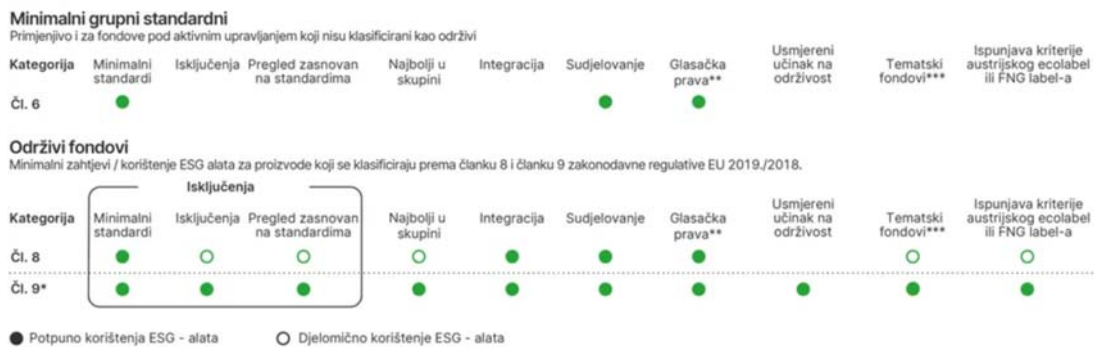 Minimalni grupni standardni
Primjenjivo i za fondove pod aktivnim upravljanjem koji nisu klasificirani kao održivi
Kategorija
Minimalni
standardi
Isključenja
Pregled zasnovan
na standardima
Najbolji u
skupini
Integracija
Sudjelovanje
Glasačka
prava**
Usmjereni
učinak na
održivost
Tematski
fondovi***
Ispunjava kriterije
austrijskog ecolabel
ili FNG label-a
Čl. 6
Održivi fondovi
Minimalni zahtjevi / korištenje ESG alata za proizvode koji se klasificiraju prema članku 8 i članku 9 zakonodavne regulative EU 2019./2018.
Isključenja
Kategorija
Minimalni
standardi
Isključenja
Pregled zasnovan
na standardima
Najbolji u
skupini
Integracija
Sudjelovanje
Glasačka
prava**
Usmjereni
učinak na
održivost
Tematski
fondovi***
Ispunjava kriterije
austrijskog ecolabel
ili FNG label-a
Čl. 8
Čl. 9*
Potpuno korištenja ESG - alata
Djelomično korištenje ESG - alata